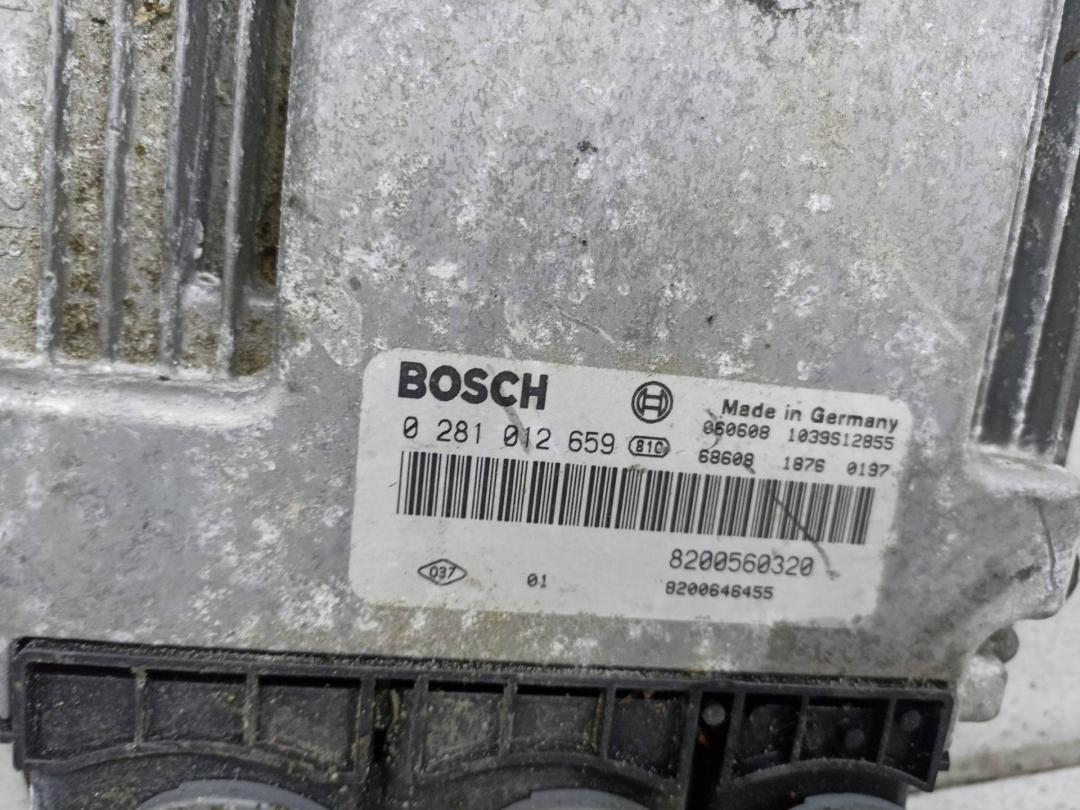 BOSCH
Made in Germany
0 281 012 659 81C 060608 1039S12855
68608 1876 0197
8200560320
037 01 8200646455